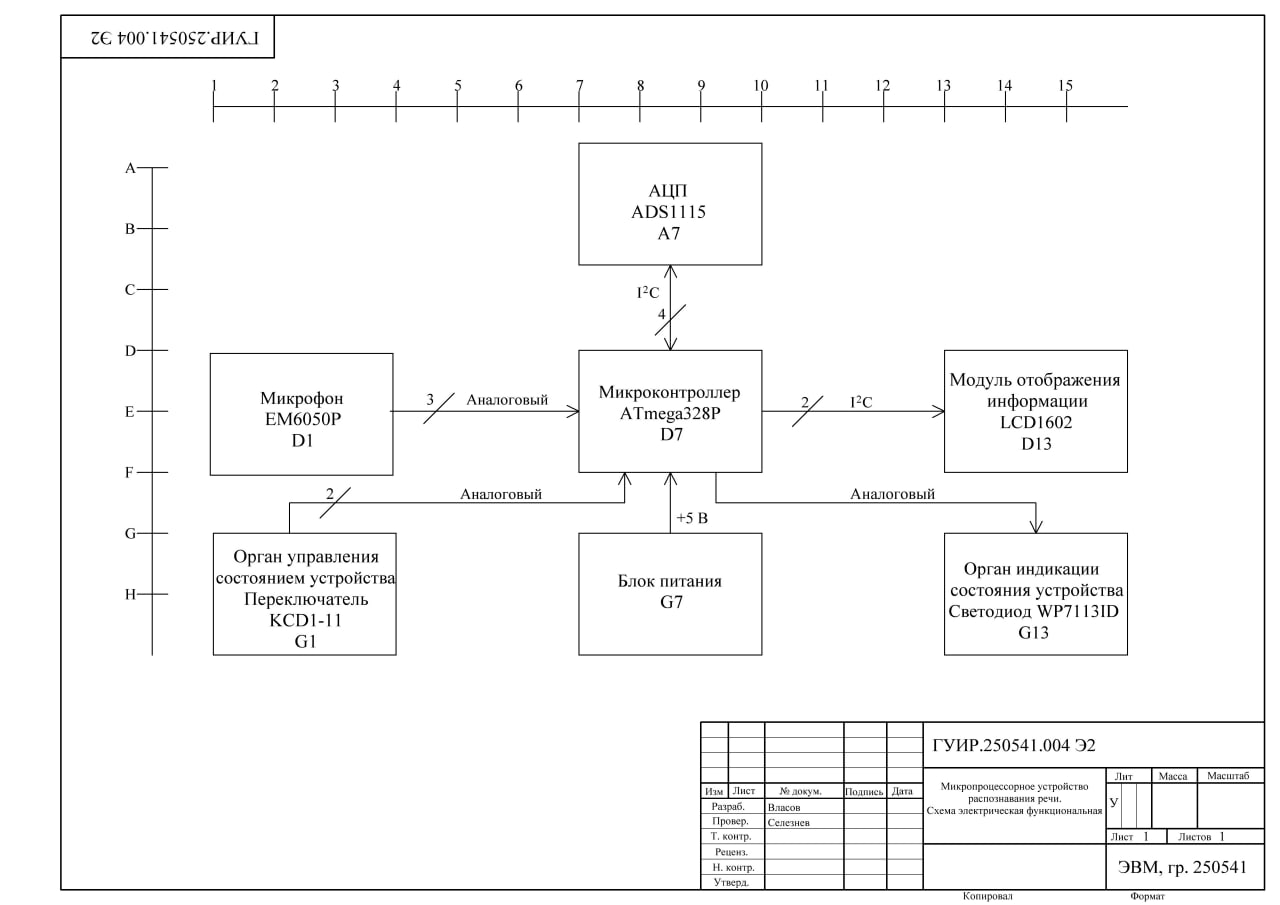 ГУИР.250541.004 Э2
1 2 3 4 5 6 7 8 9 10 11 12 13 14 15
A
B
C
D
E
F
G
H
АЦП
ADS1115
A7
I²C
4
Микрофон
EM6050P
D1
3
Аналоговый
Микроконтроллер
ATmega328P
D7
2
I²C
Модуль отображения
информации
LCD1602
D13
2
Аналоговый
+5 В
Аналоговый
Орган управления
состоянием устройства
Переключатель
KCD1-11
G1
Блок питания
G7
Орган индикации
состояния устройства
Светодиод WP7113ID
G13
ГУИР.250541.004 Э2
Изм Лист № докум. Подпись Дата
Разраб. Власов
Провер. Селезнев
Т. контр.
Реценз.
Н. контр.
Утверд.
Микропроцессорное устройство
распознавания речи.
Схема электрическая функциональная
Лит Масса Масштаб
У
Лист 1 Листов 1
ЭВМ, гр. 250541
Копировал Формат